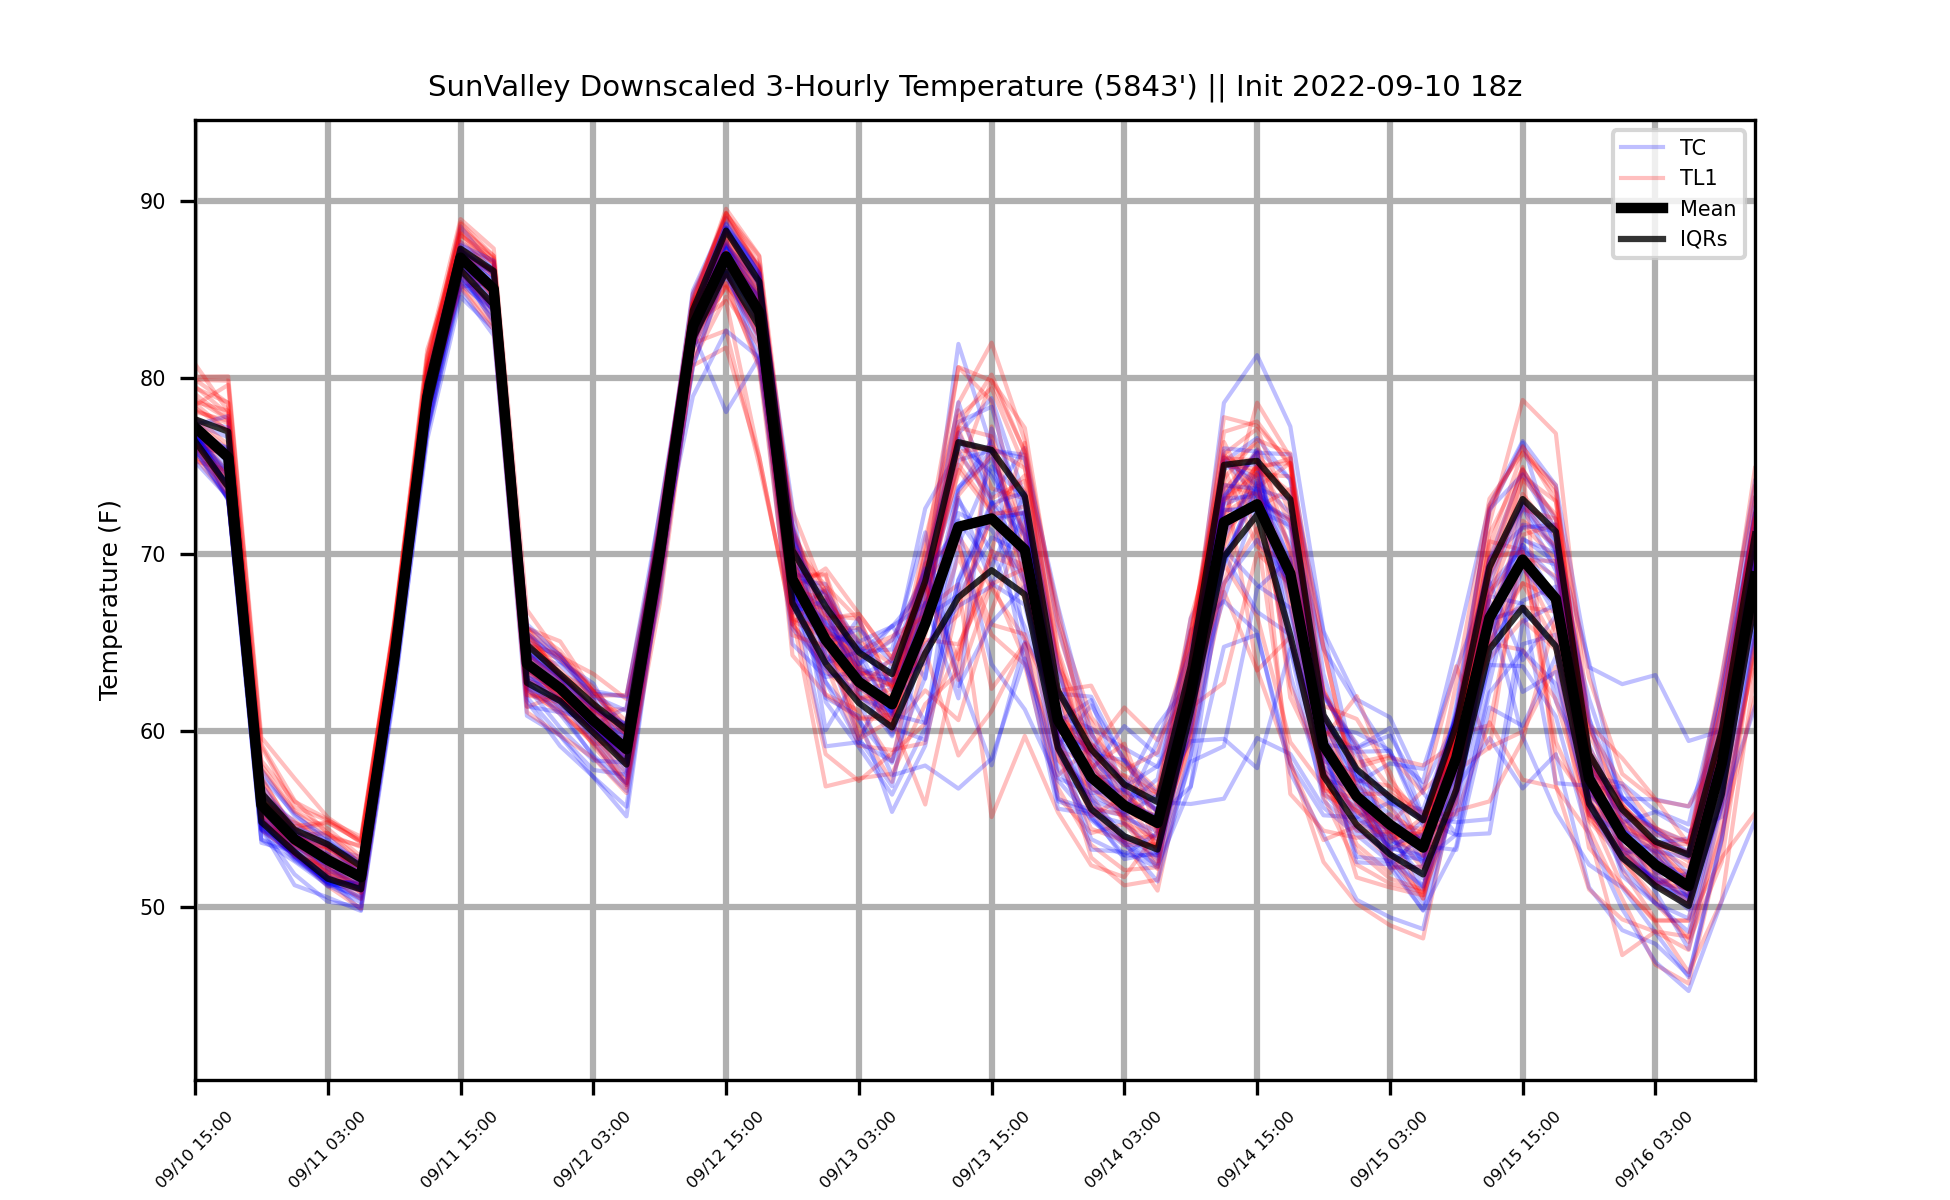 SunValley Downscaled 3-Hourly Temperature (5843') || Init 2022-09-10 18z
TC
TL1
Mean
IQRs
Temperature (F)
90
80
70
60
50
09/10 15:00
09/11 03:00
09/11 15:00
09/12 03:00
09/12 15:00
09/13 03:00
09/13 15:00
09/14 03:00
09/14 15:00
09/15 03:00
09/15 15:00
09/16 03:00